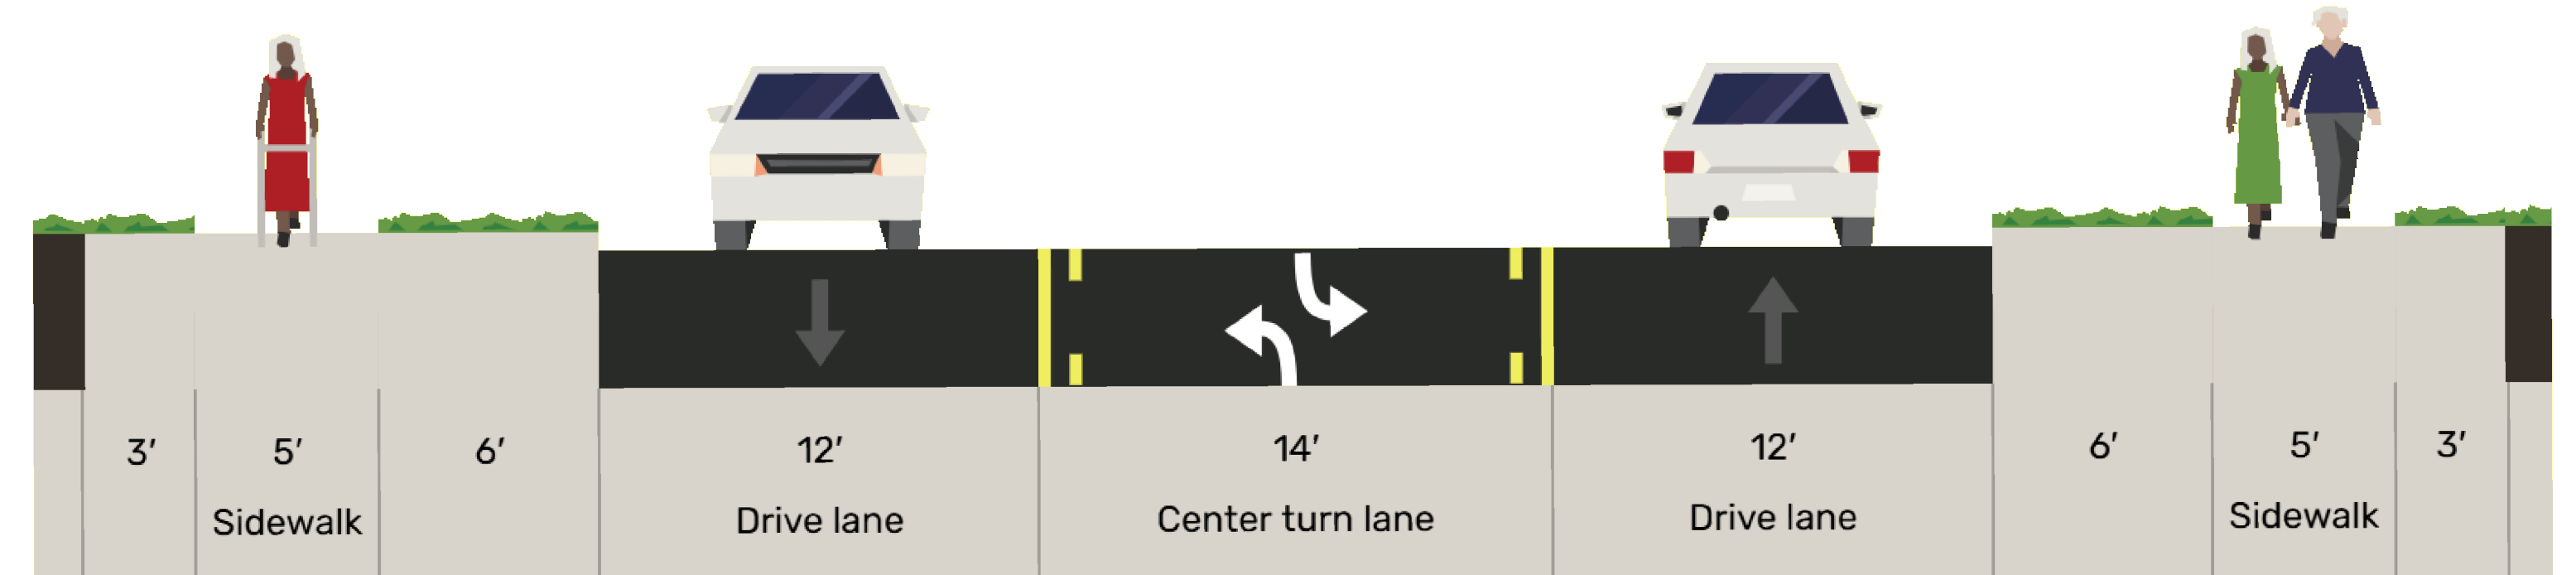 3′ 5′ 6′ 12′ 14′ 12′ 6′ 5′ 3′
Sidewalk Drive lane Center turn lane Drive lane Sidewalk